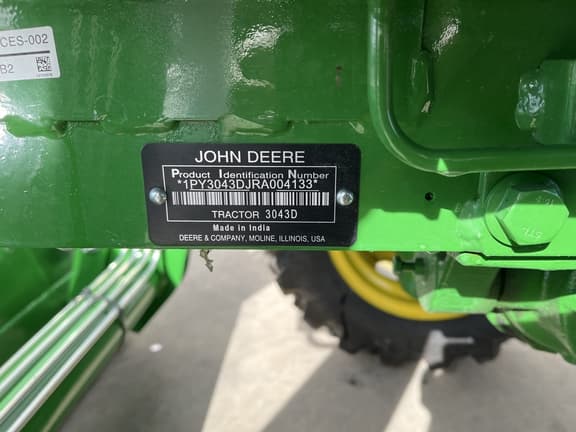 CES-002
B2
JOHN DEERE
Product Identification Number
*1PY3043DJRA004133*
TRACTOR 3043D
Made in India
DEERE & COMPANY, MOLINE, ILLINOIS, USA